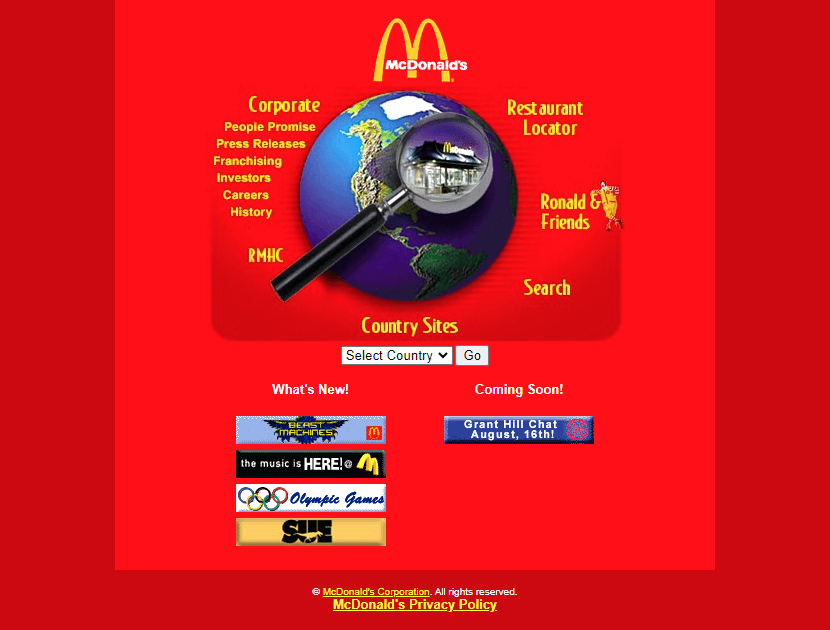 McDonald's
Corporate
People Promise
Press Releases
Franchising
Investors
Careers
History
RMHC
Restaurant
Locator
Ronald &
Friends
Search
Country Sites
Select Country
Go
What's New!
BEAST
MACHINES
the music is HERE! @
Olympic Games
SUE
Coming Soon!
Grant Hill Chat
August, 16th!
© McDonald's Corporation. All rights reserved.
McDonald's Privacy Policy